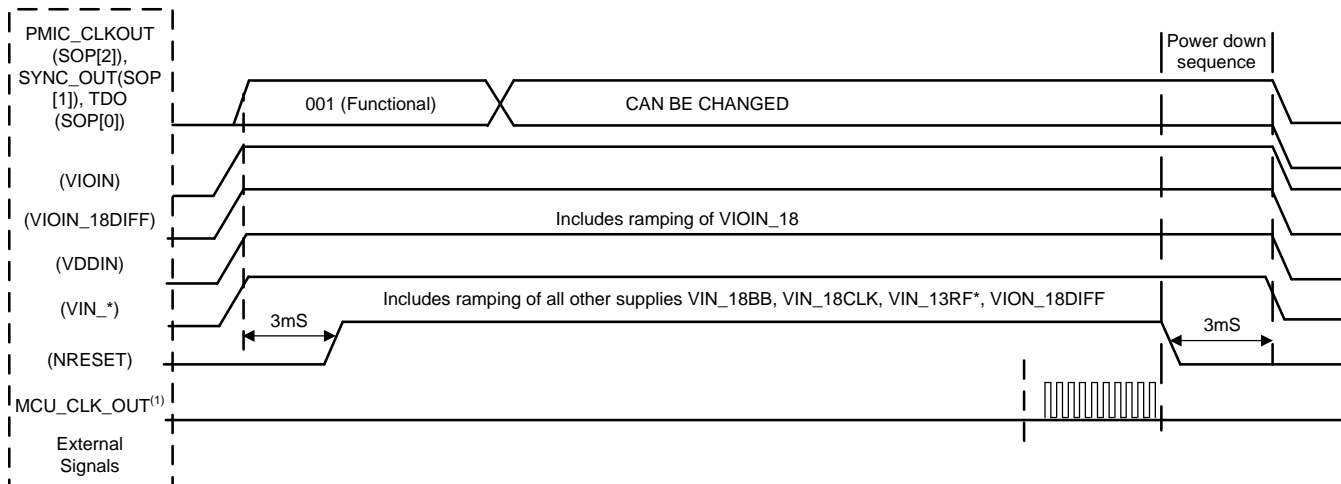 PMIC_CLKOUT
(SOP[2]),
SYNC_OUT(SOP
[1]), TDO
(SOP[0])
Power down
sequence
001 (Functional)
CAN BE CHANGED
(VIOIN)
(VIOIN_18DIFF)
Includes ramping of VIOIN_18
(VDDIN)
(VIN_*)
Includes ramping of all other supplies VIN_18BB, VIN_18CLK, VIN_13RF*, VION_18DIFF
3mS
3mS
(NRESET)
MCU_CLK_OUT(1)
External
Signals